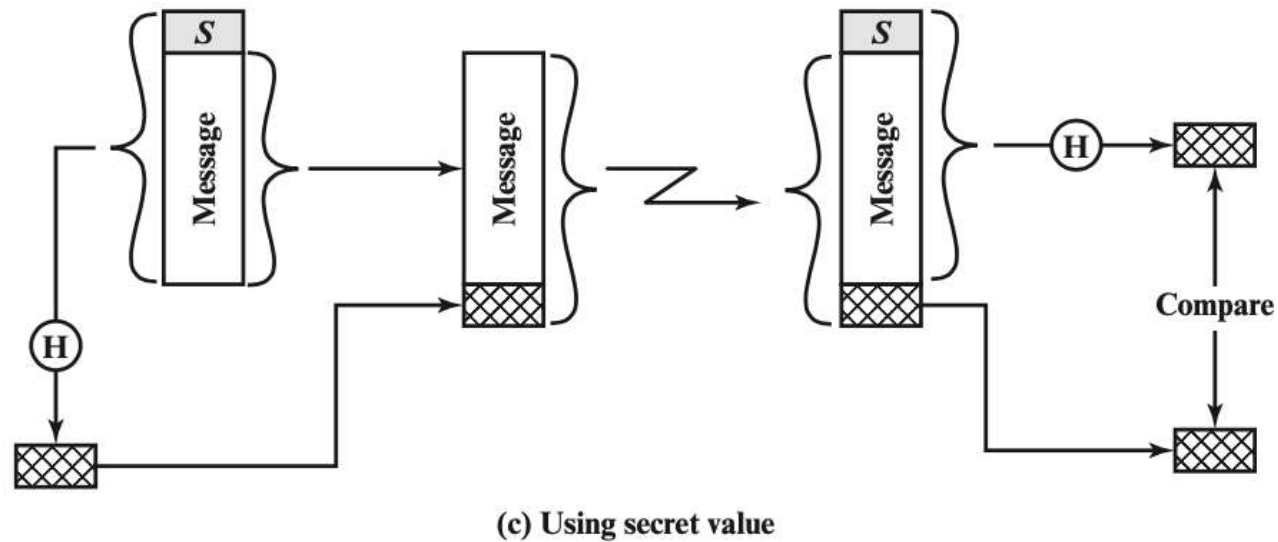 S
Message
Message
S
Message
H
H
Compare
(c) Using secret value